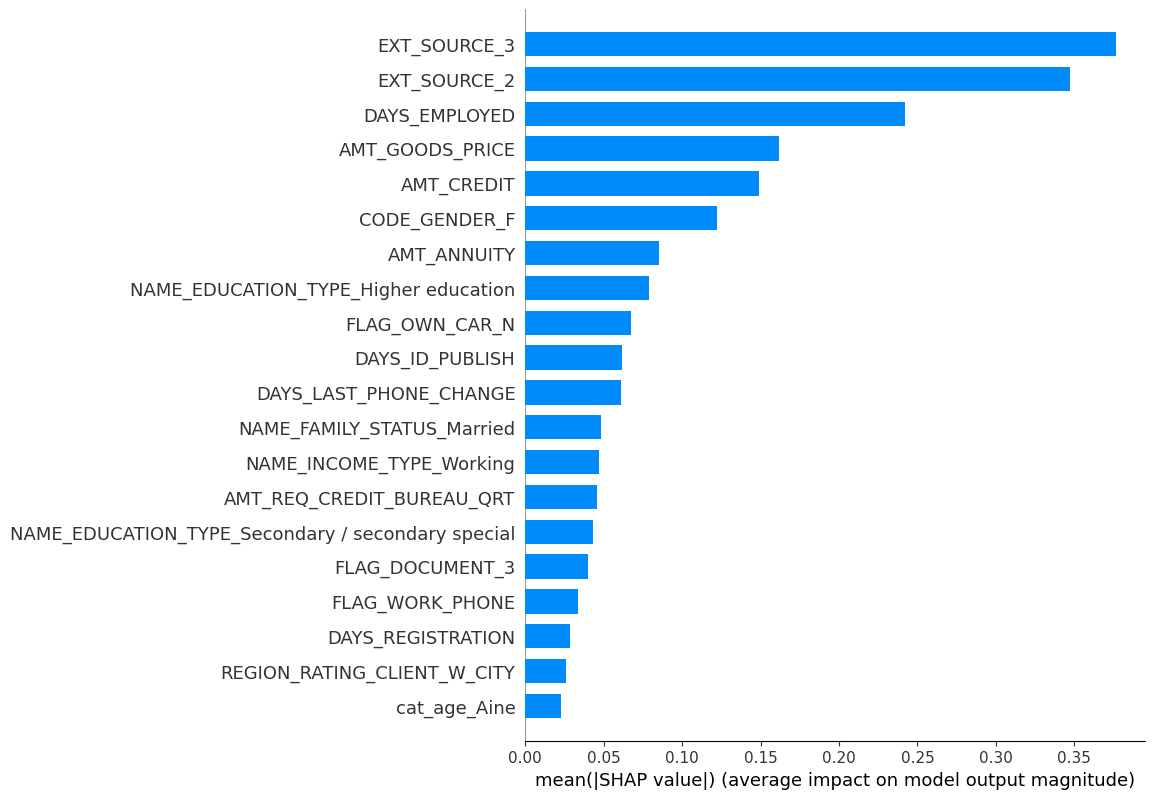 EXT_SOURCE_3
EXT_SOURCE_2
DAYS_EMPLOYED
AMT_GOODS_PRICE
AMT_CREDIT
CODE_GENDER_F
AMT_ANNUITY
NAME_EDUCATION_TYPE_Higher education
FLAG_OWN_CAR_N
DAYS_ID_PUBLISH
DAYS_LAST_PHONE_CHANGE
NAME_FAMILY_STATUS_Married
NAME_INCOME_TYPE_Working
AMT_REQ_CREDIT_BUREAU_QRT
NAME_EDUCATION_TYPE_Secondary / secondary special
FLAG_DOCUMENT_3
FLAG_WORK_PHONE
DAYS_REGISTRATION
REGION_RATING_CLIENT_W_CITY
cat_age_Aine
0.00 0.05 0.10 0.15 0.20 0.25 0.30 0.35
mean(|SHAP value|) (average impact on model output magnitude)